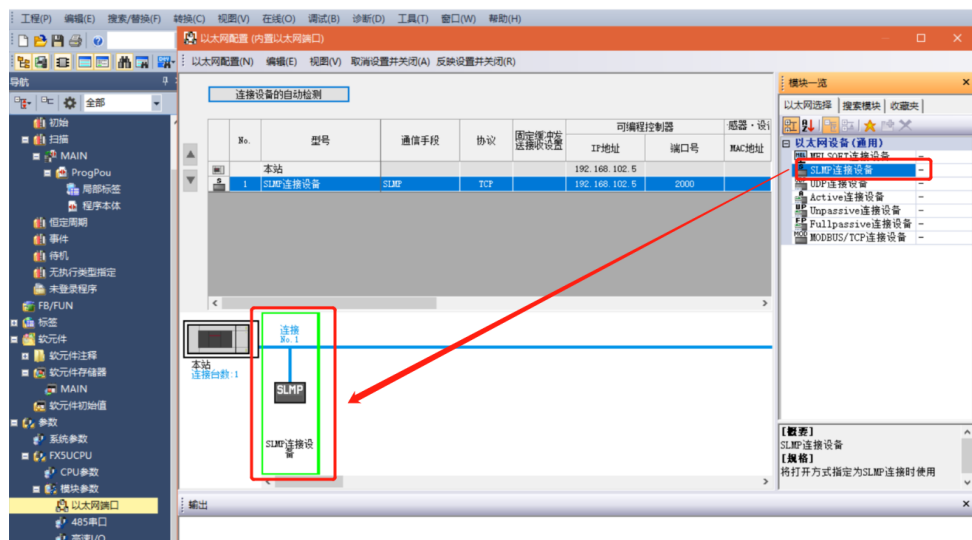 工程(P) 编辑(E) 搜索/替换(F) 转换(C) 视图(V) 在线(O) 调试(B) 诊断(D) 工具(T) 窗口(W) 帮助(H)
以太网配置 (内置以太网端口)
以太网配置(N) 编辑(E) 视图(V) 取消设置并关闭(A) 反映设置并关闭(R)
导航
全部
初始
扫描
MAIN
ProgPou
局部标签
程序本体
恒定周期
事件
待机
无执行类型指定
未登录程序
FB/FUN
标签
软元件
软元件注释
软元件存储器
MAIN
软元件初始值
参数
系统参数
FX5UCPU
CPU参数
模块参数
以太网端口
485串口
高速I/O
连接设备的自动检测
No. 型号 通信手段 协议 固定缓冲发送接收设置 可编程控制器 感器・设
IP地址 端口号 MAC地址
本站 192.168.102.5
1 SLMP连接设备 SLMP TCP 192.168.102.5 2000
连接
No.1
本站
连接台数:1
SLMP
SLMP连接设
备
输出
模块一览
以太网选择 搜索模块 收藏夹
以太网设备(通用)
MELSOFT连接设备 -
SLMP连接设备 -
UDP连接设备 -
Active连接设备 -
Unpassive连接设备 -
Fullpassive连接设备 -
MODBUS/TCP连接设备 -
[概要]
SLMP连接设备
[规格]
将打开方式指定为SLMP连接时使用